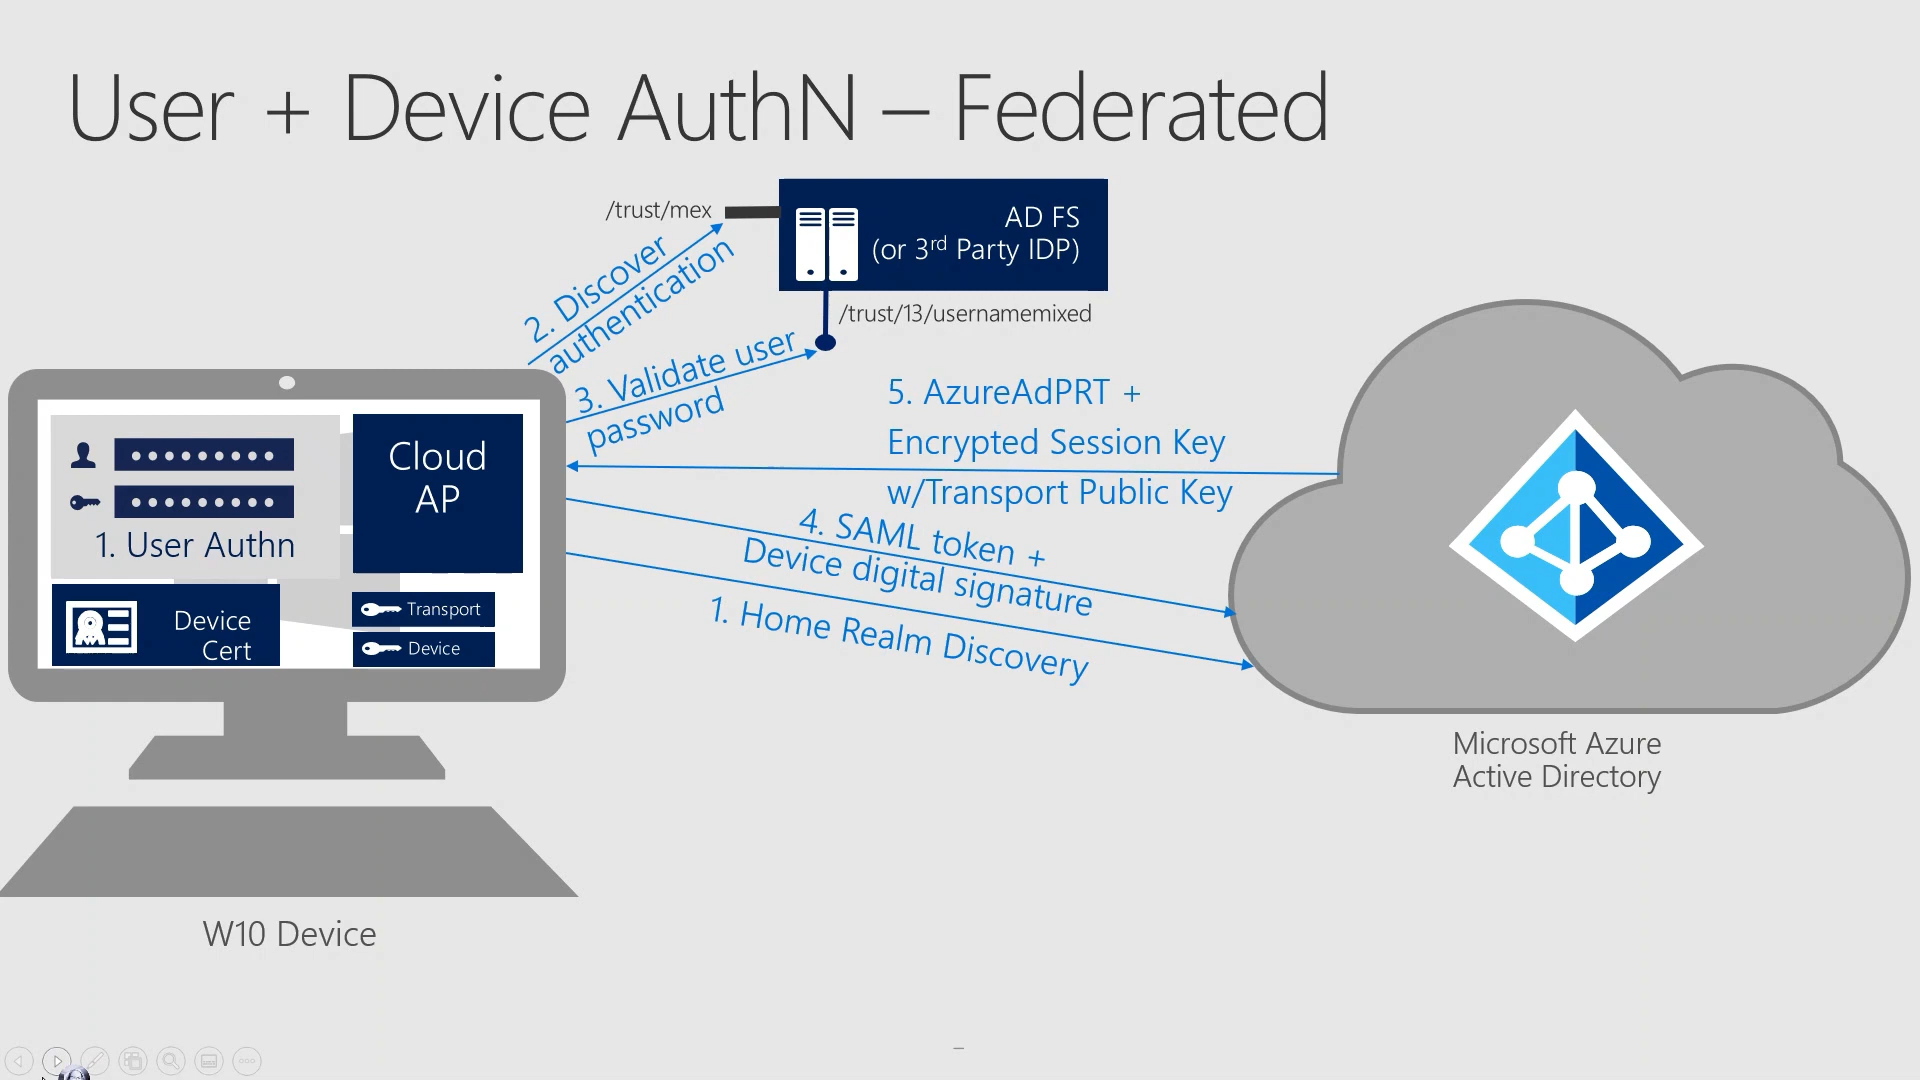 User + Device AuthN – Federated
/trust/mex
AD FS
(or 3rd Party IDP)
/trust/13/usernamemixed
2. Discover
authentication
3. Validate user
password
5. AzureAdPRT +
Encrypted Session Key
w/Transport Public Key
4. SAML token +
Device digital signature
1. Home Realm Discovery
Cloud
AP
1. User Authn
Device
Cert
Transport
Device
Microsoft Azure
Active Directory
W10 Device